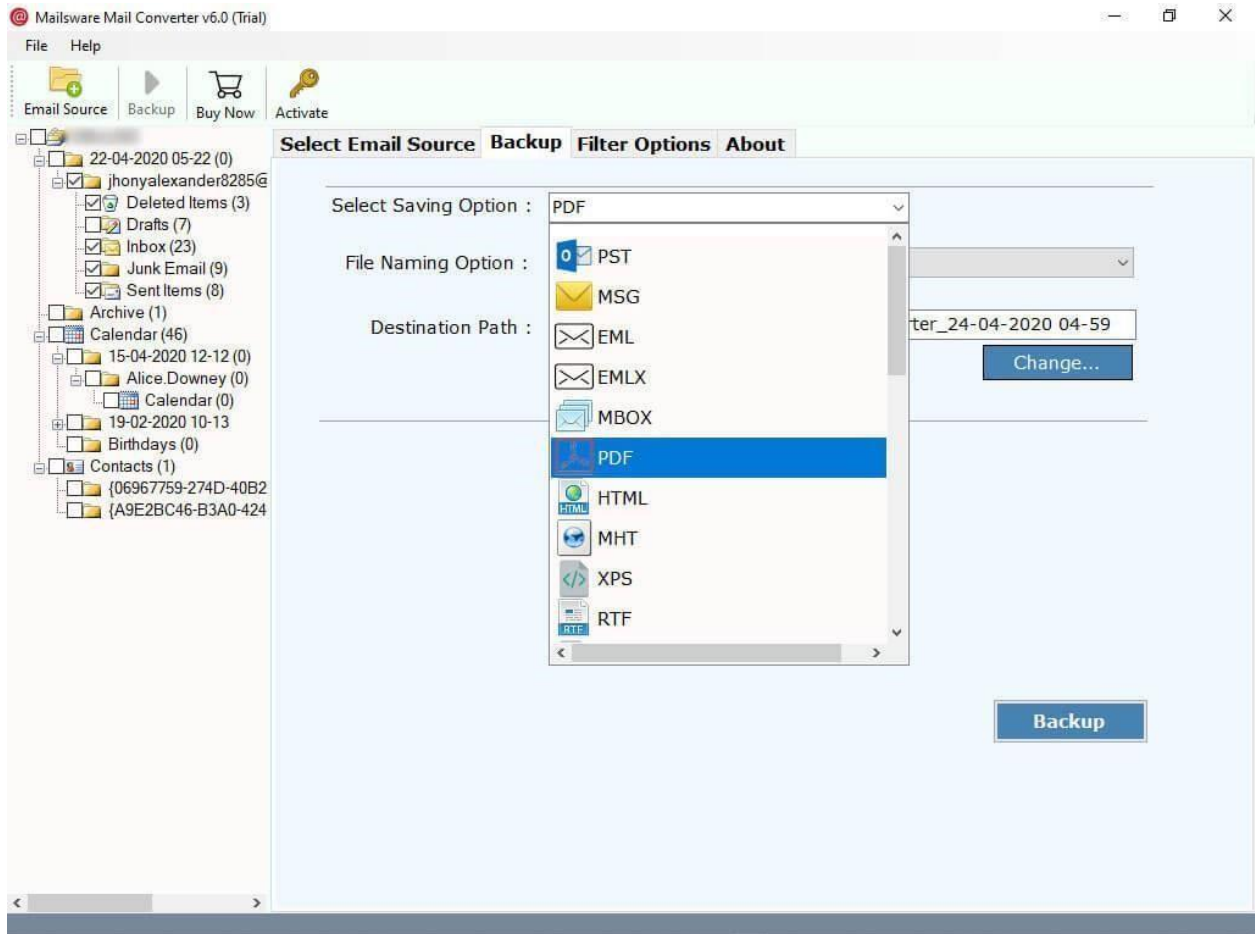 Mailsware Mail Converter v6.0 (Trial)
File Help
Email Source Backup Buy Now Activate
22-04-2020 05-22 (0)
jhonyalexander8285@
Deleted Items (3)
Drafts (7)
Inbox (23)
Junk Email (9)
Sent Items (8)
Archive (1)
Calendar (46)
15-04-2020 12-12 (0)
Alice.Downey (0)
Calendar (0)
19-02-2020 10-13
Birthdays (0)
Contacts (1)
{06967759-274D-40B2
{A9E2BC46-B3A0-424
Select Email Source Backup Filter Options About
Select Saving Option : PDF
File Naming Option :
Destination Path : ter_24-04-2020 04-59
Change...
PST
MSG
EML
EMLX
MBOX
PDF
HTML
HTML
MHT
XPS
RTF
RTF
Backup